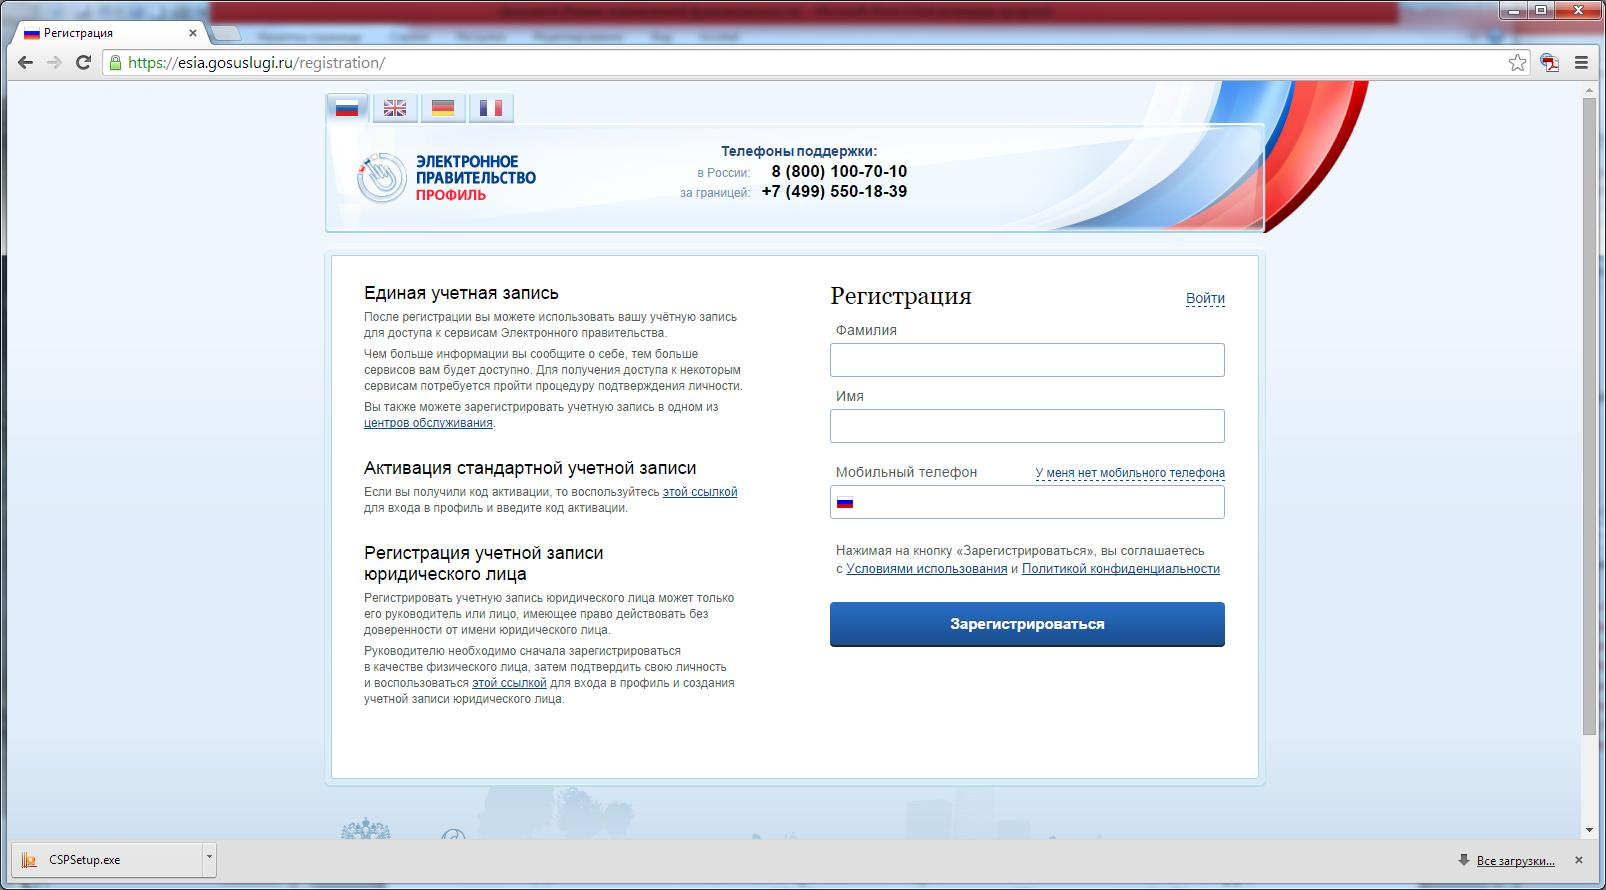 Регистрация
https://esia.gosuslugi.ru/registration/
ЭЛЕКТРОННОЕ
ПРАВИТЕЛЬСТВО
ПРОФИЛЬ
Телефоны поддержки:
в России: 8 (800) 100-70-10
за границей: +7 (499) 550-18-39
Единая учетная запись
После регистрации вы можете использовать вашу учётную запись
для доступа к сервисам Электронного правительства.
Чем больше информации вы сообщите о себе, тем больше
сервисов вам будет доступно. Для получения доступа к некоторым
сервисам потребуется пройти процедуру подтверждения личности.
Вы также можете зарегистрировать учетную запись в одном из
центров обслуживания.
Активация стандартной учетной записи
Если вы получили код активации, то воспользуйтесь этой ссылкой
для входа в профиль и введите код активации.
Регистрация учетной записи
юридического лица
Регистрировать учетную запись юридического лица может только
его руководитель или лицо, имеющее право действовать без
доверенности от имени юридического лица.
Руководителю необходимо сначала зарегистрироваться
в качестве физического лица, затем подтвердить свою личность
и воспользоваться этой ссылкой для входа в профиль и создания
учетной записи юридического лица.
Регистрация
Войти
Фамилия
Имя
Мобильный телефон
У меня нет мобильного телефона
Нажимая на кнопку «Зарегистрироваться», вы соглашаетесь
с Условиями использования и Политикой конфиденциальности
Зарегистрироваться
CSPSetup.exe
Все загрузки...